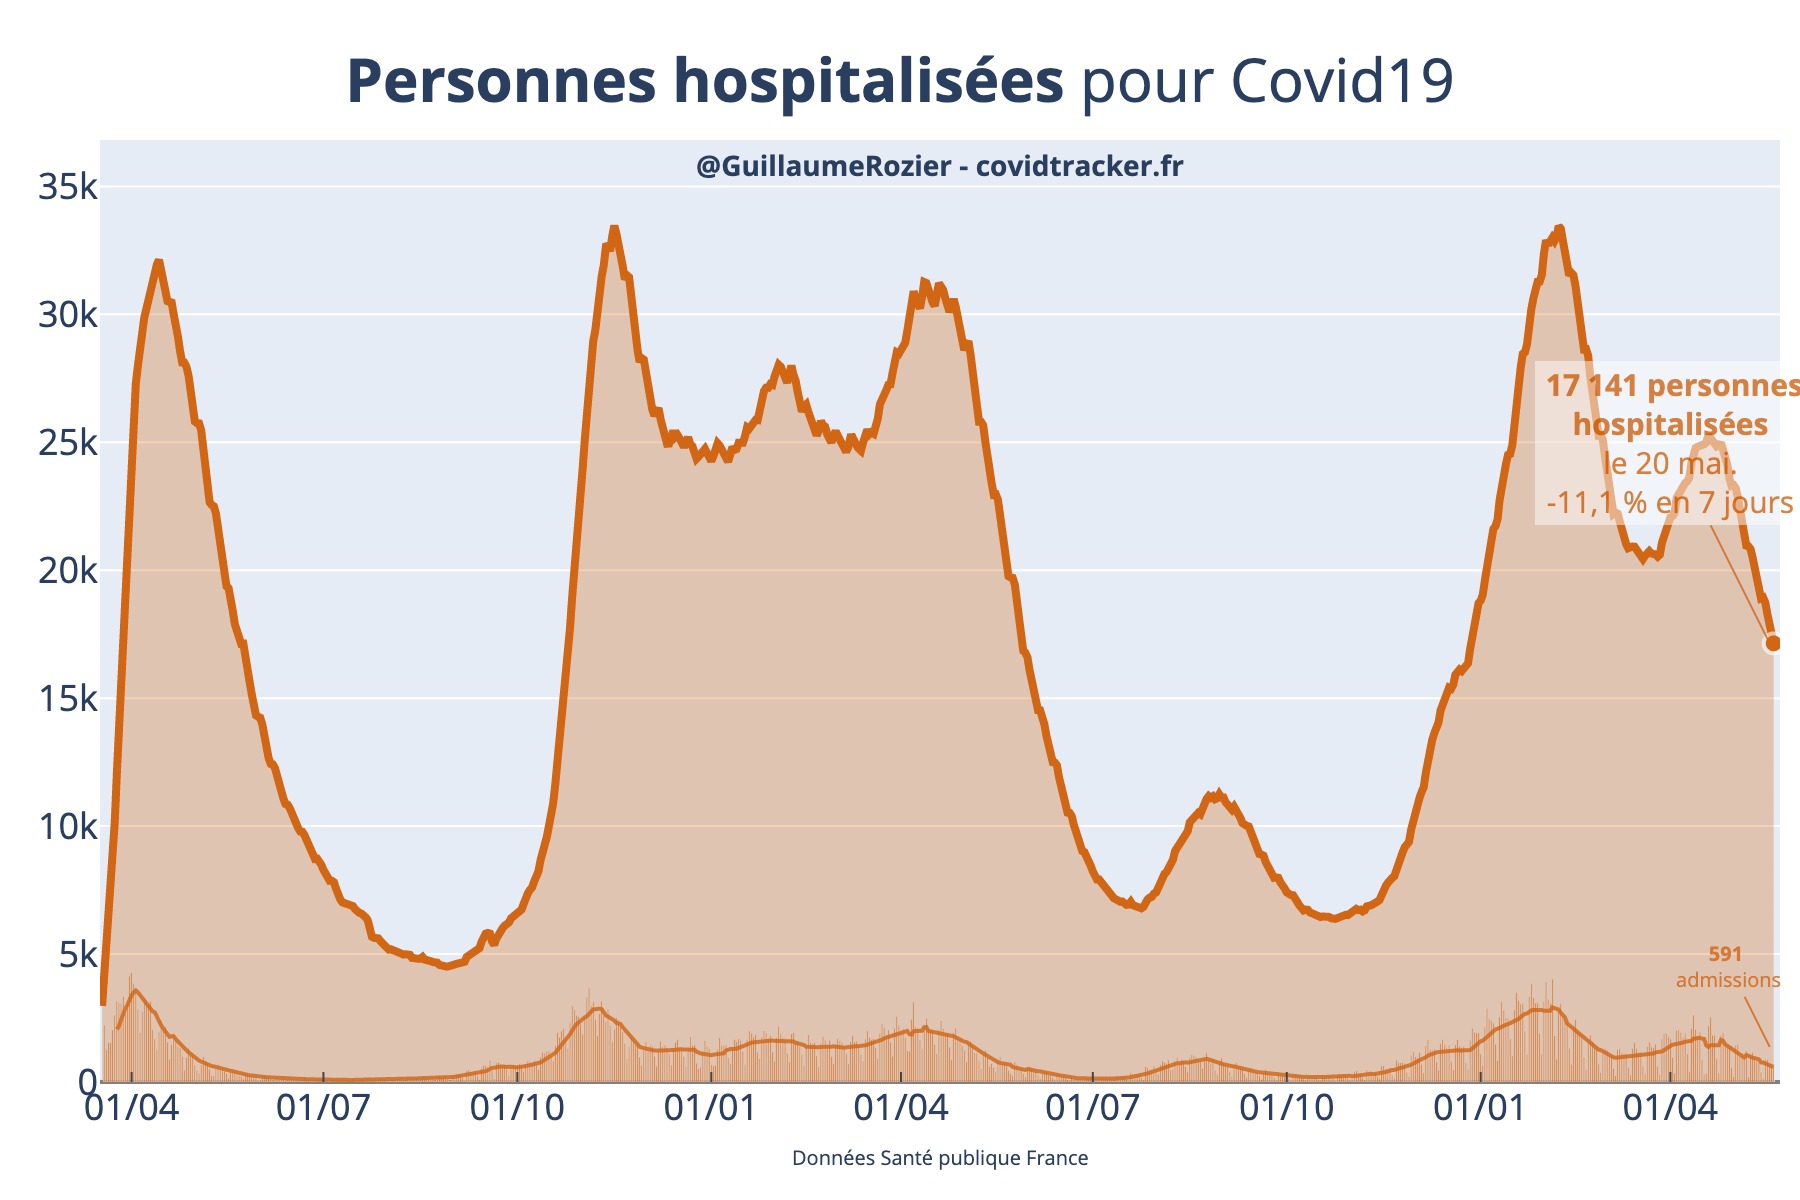 Personnes hospitalisées pour Covid19
@GuillaumeRozier - covidtracker.fr
35k
30k
25k
20k
15k
10k
5k
0
17 141 personnes
hospitalisées
le 20 mai.
-11,1 % en 7 jours
591
admissions
01/04
01/07
01/10
01/01
01/04
01/07
01/10
01/01
01/04
Données Santé publique France